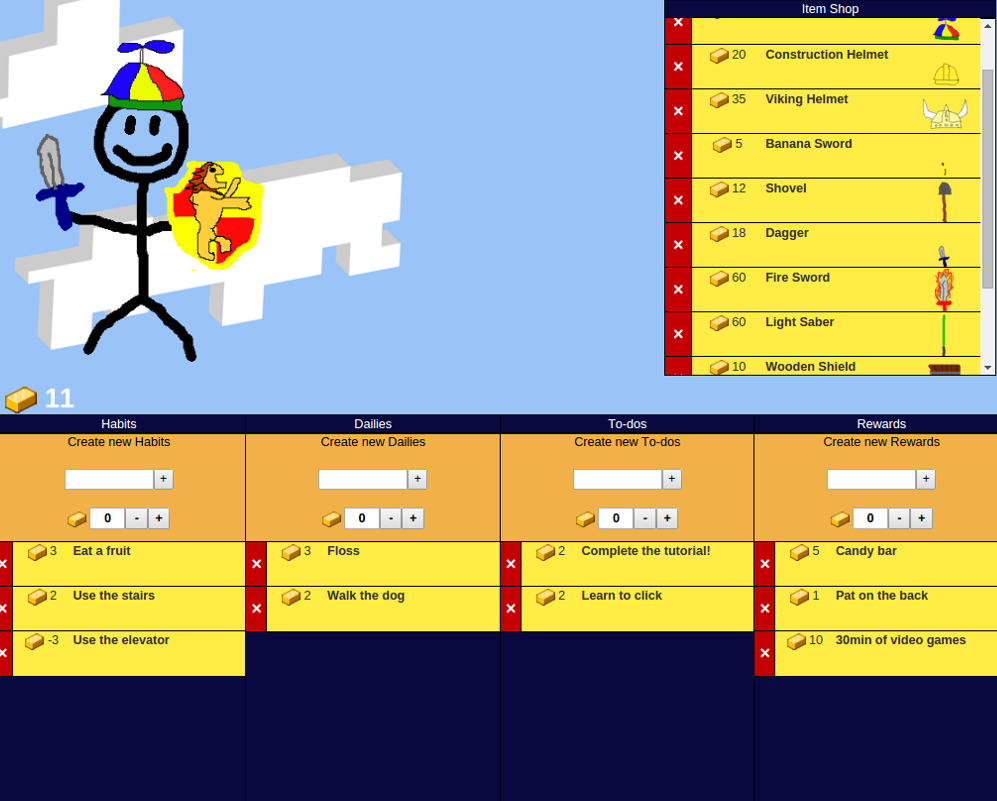 Item Shop
×
× 20 Construction Helmet
× 35 Viking Helmet
× 5 Banana Sword
× 12 Shovel
× 18 Dagger
× 60 Fire Sword
× 60 Light Saber
10 Wooden Shield
11
Habits Dailies To-dos Rewards
Create new Habits Create new Dailies Create new To-dos Create new Rewards
+ + + +
0 - + 0 - + 0 - + 0 - +
× 3 Eat a fruit × 3 Floss × 2 Complete the tutorial! × 5 Candy bar
× 2 Use the stairs × 2 Walk the dog × 2 Learn to click × 1 Pat on the back
× -3 Use the elevator × 10 30min of video games